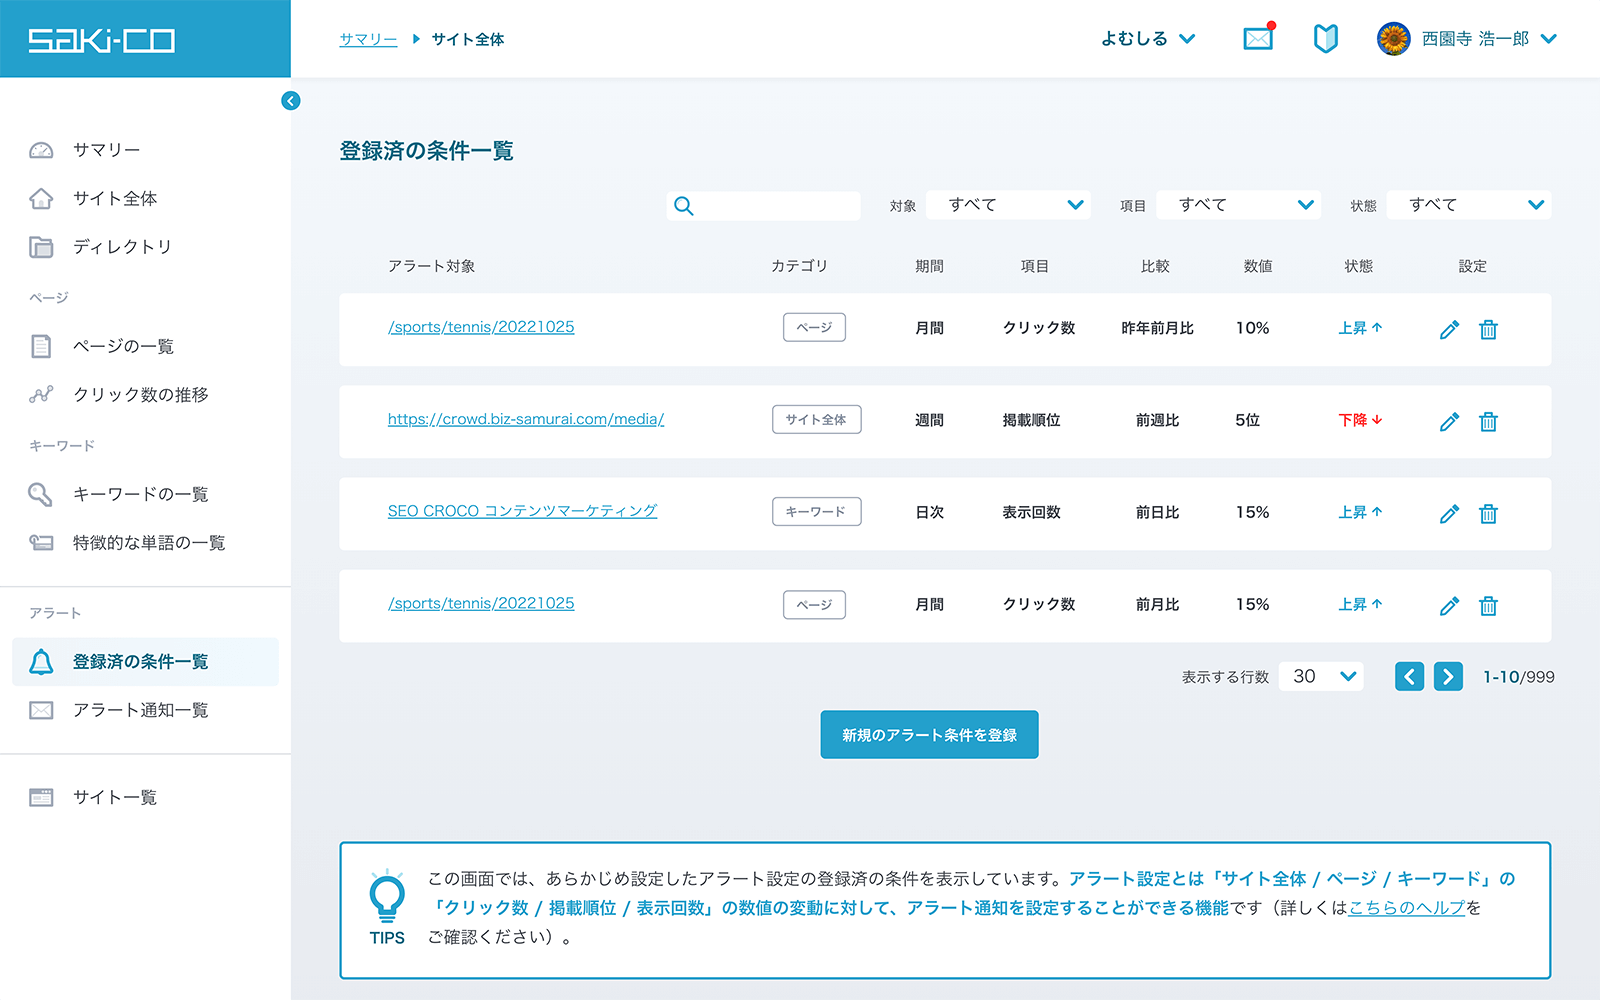 saki-co
サマリー サイト全体
よむしる
西園寺 浩一郎
サマリー
サイト全体
ディレクトリ
ページ
ページの一覧
クリック数の推移
キーワード
キーワードの一覧
特徴的な単語の一覧
アラート
登録済の条件一覧
アラート通知一覧
サイト一覧
登録済の条件一覧
対象 すべて 項目 すべて 状態 すべて
アラート対象 カテゴリ 期間 項目 比較 数値 状態 設定
/sports/tennis/20221025 ページ 月間 クリック数 昨年前月比 10% 上昇↑
https://crowd.biz-samurai.com/media/ サイト全体 週間 掲載順位 前週比 5位 下降↓
SEO CROCO コンテンツマーケティング キーワード 日次 表示回数 前日比 15% 上昇↑
/sports/tennis/20221025 ページ 月間 クリック数 前月比 15% 上昇↑
表示する行数 30 1-10/999
新規のアラート条件を登録
TIPS
この画面では、あらかじめ設定したアラート設定の登録済の条件を表示しています。アラート設定とは「サイト全体 / ページ / キーワード」の
「クリック数 / 掲載順位 / 表示回数」の数値の変動に対して、アラート通知を設定することができる機能です（詳しくはこちらのヘルプを
ご確認ください）。